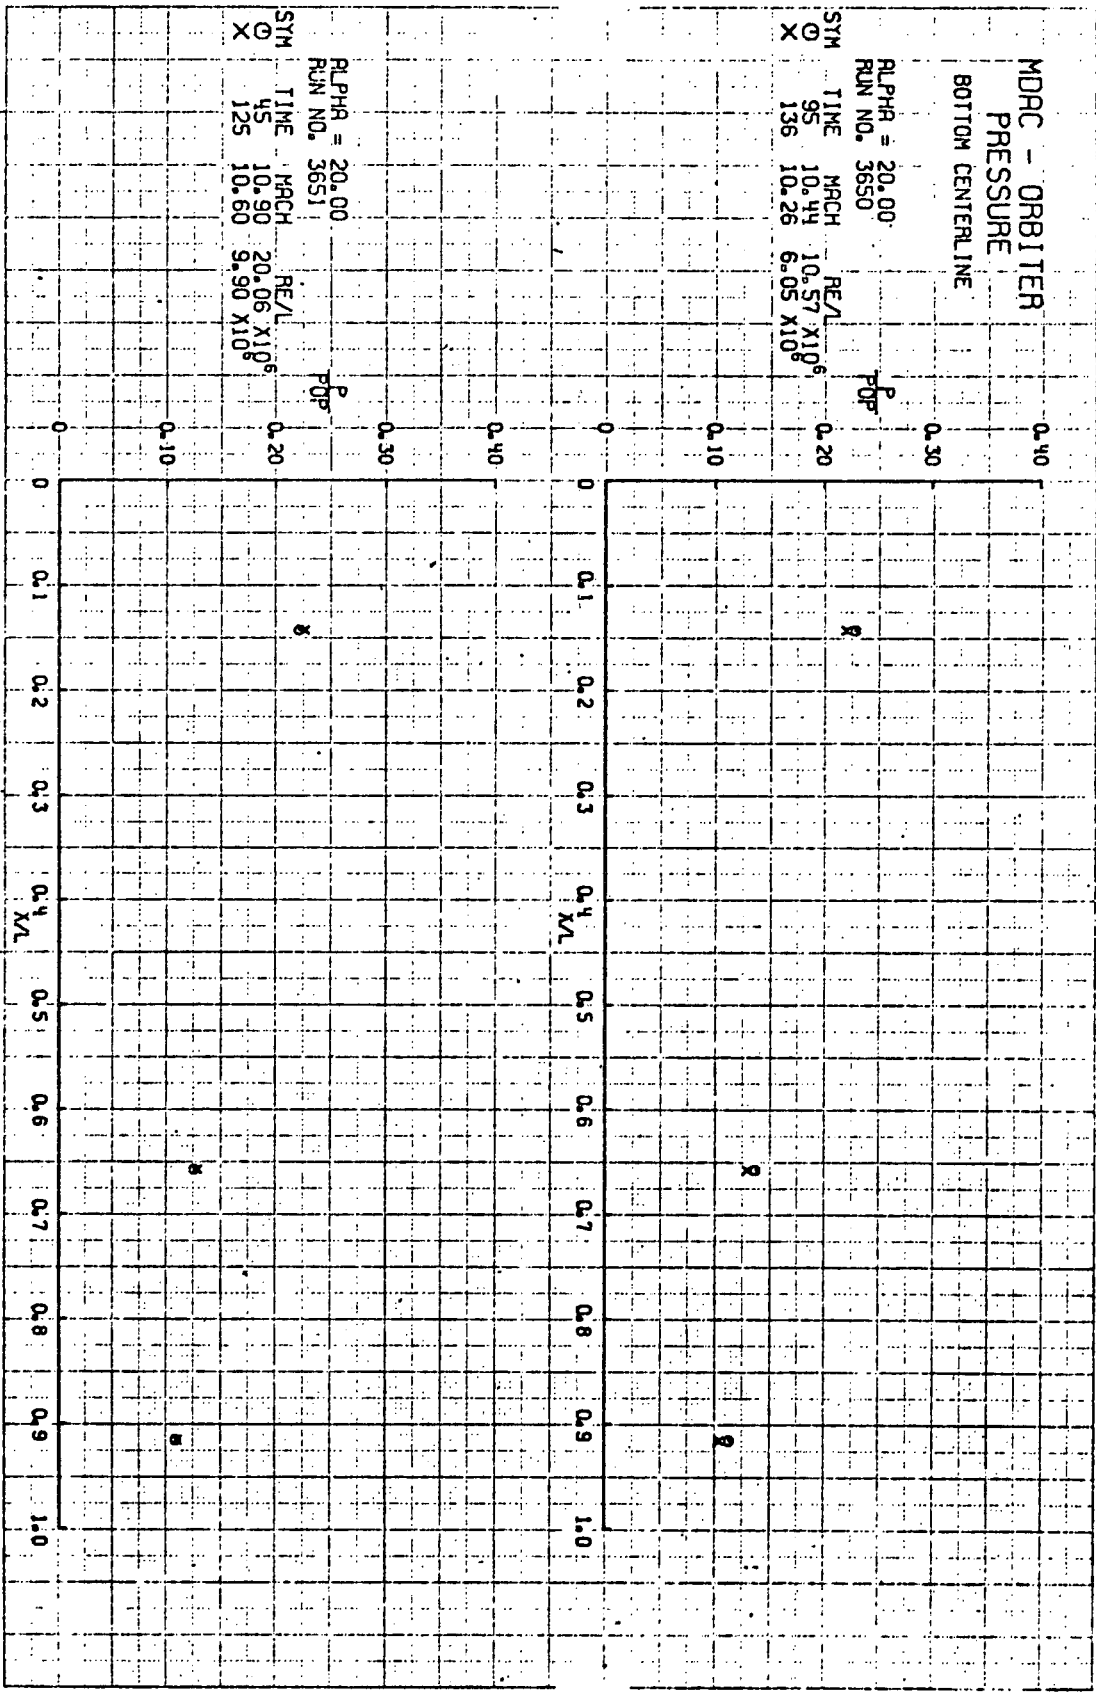 MDAC - ORBITER
PRESSURE
BOTTOM CENTERLINE
ALPHA = 20.00
RUN NO. 3650
SYM TIME MACH RE/L
⊙ 95 10.44 10.57 X10⁶
X 136 10.26 6.05 X10⁶
P
POP
0.40
0.30
0.20
0.10
0
0 0.1 0.2 0.3 0.4 0.5 0.6 0.7 0.8 0.9 1.0
X/L
ALPHA = 20.00
RUN NO. 3651
SYM TIME MACH RE/L
⊙ 45 10.90 20.06 X10⁶
X 125 10.60 9.90 X10⁶
P
POP
0.40
0.30
0.20
0.10
0
0 0.1 0.2 0.3 0.4 0.5 0.6 0.7 0.8 0.9 1.0
X/L